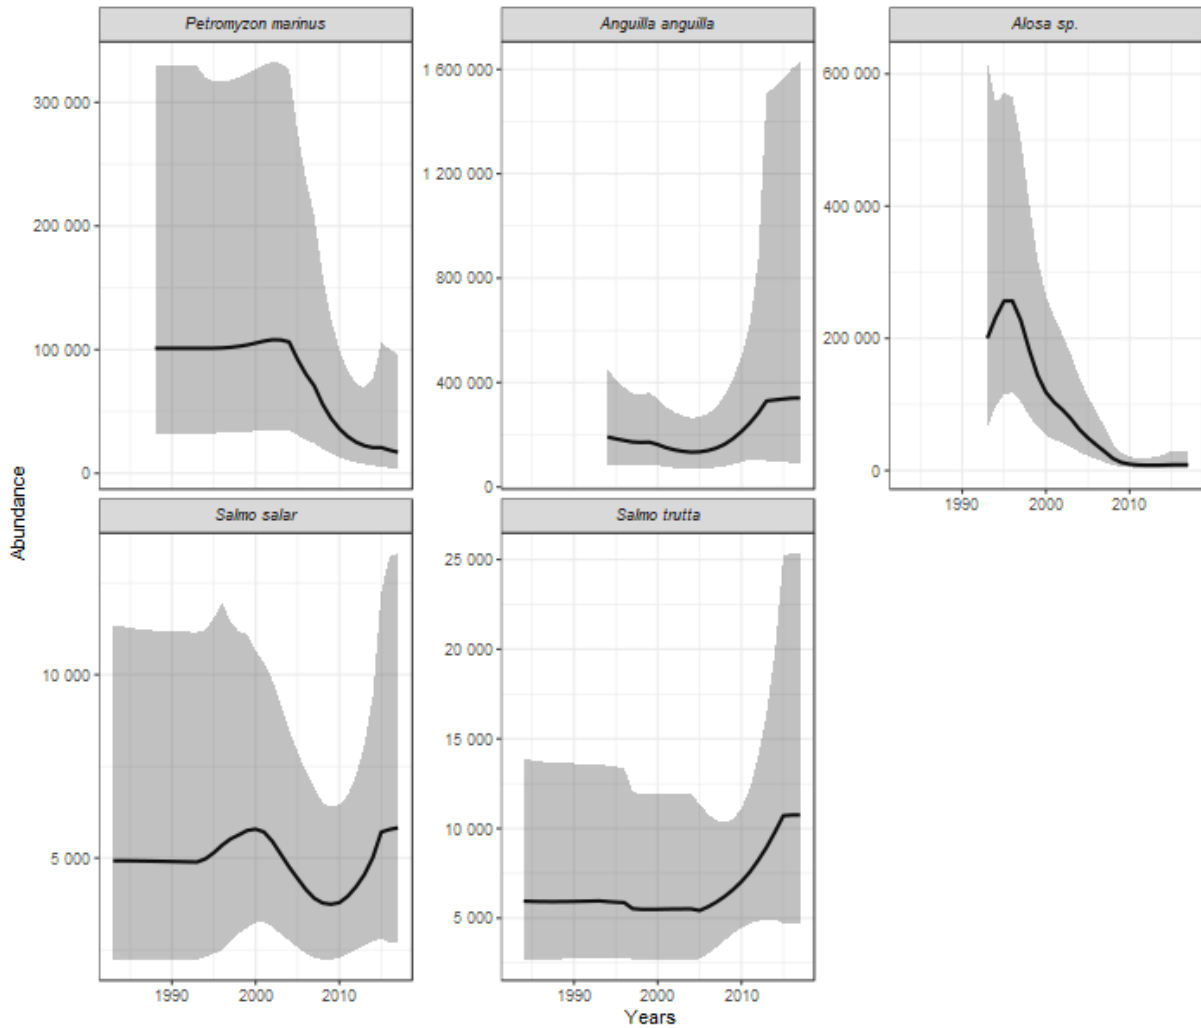 Petromyzon marinus
Anguilla anguilla
Alosa sp.
300 000
200 000
100 000
0
1 600 000
1 200 000
800 000
400 000
0
600 000
400 000
200 000
0
1990 2000 2010
Abundance
Salmo salar
Salmo trutta
10 000
5 000
25 000
20 000
15 000
10 000
5 000
1990 2000 2010
1990 2000 2010
Years